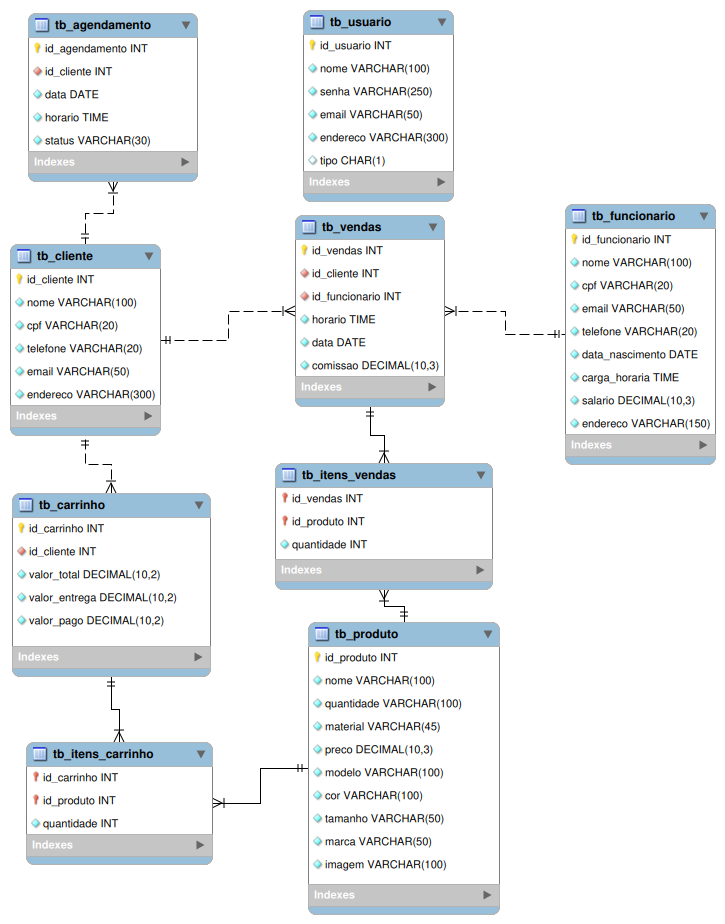 tb_agendamento
id_agendamento INT
id_cliente INT
data DATE
horario TIME
status VARCHAR(30)
Indexes
tb_usuario
id_usuario INT
nome VARCHAR(100)
senha VARCHAR(250)
email VARCHAR(50)
endereco VARCHAR(300)
tipo CHAR(1)
Indexes
tb_cliente
id_cliente INT
nome VARCHAR(100)
cpf VARCHAR(20)
telefone VARCHAR(20)
email VARCHAR(50)
endereco VARCHAR(300)
Indexes
tb_vendas
id_vendas INT
id_cliente INT
id_funcionario INT
horario TIME
data DATE
comissao DECIMAL(10,3)
Indexes
tb_funcionario
id_funcionario INT
nome VARCHAR(100)
cpf VARCHAR(20)
email VARCHAR(50)
telefone VARCHAR(20)
data_nascimento DATE
carga_horaria TIME
salario DECIMAL(10,3)
endereco VARCHAR(150)
Indexes
tb_carrinho
id_carrinho INT
id_cliente INT
valor_total DECIMAL(10,2)
valor_entrega DECIMAL(10,2)
valor_pago DECIMAL(10,2)
Indexes
tb_itens_vendas
id_vendas INT
id_produto INT
quantidade INT
Indexes
tb_itens_carrinho
id_carrinho INT
id_produto INT
quantidade INT
Indexes
tb_produto
id_produto INT
nome VARCHAR(100)
quantidade VARCHAR(100)
material VARCHAR(45)
preco DECIMAL(10,3)
modelo VARCHAR(100)
cor VARCHAR(100)
tamanho VARCHAR(50)
marca VARCHAR(50)
imagem VARCHAR(100)
Indexes